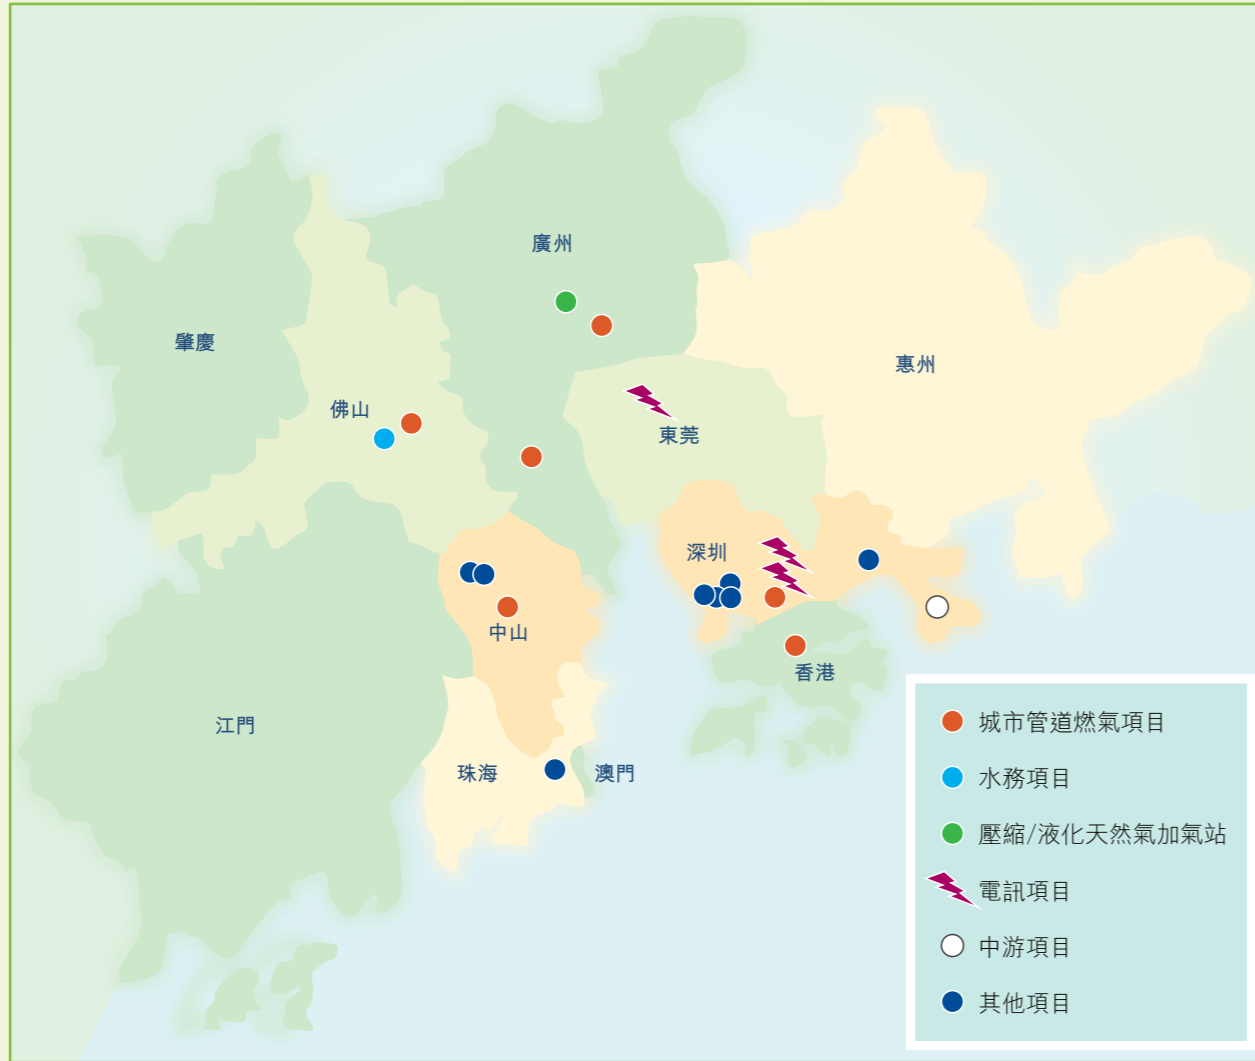 廣州
肇慶
惠州
佛山
東莞
深圳
中山
香港
江門
珠海
澳門
城市管道燃氣項目
水務項目
壓縮/液化天然氣加氣站
電訊項目
中游項目
其他項目